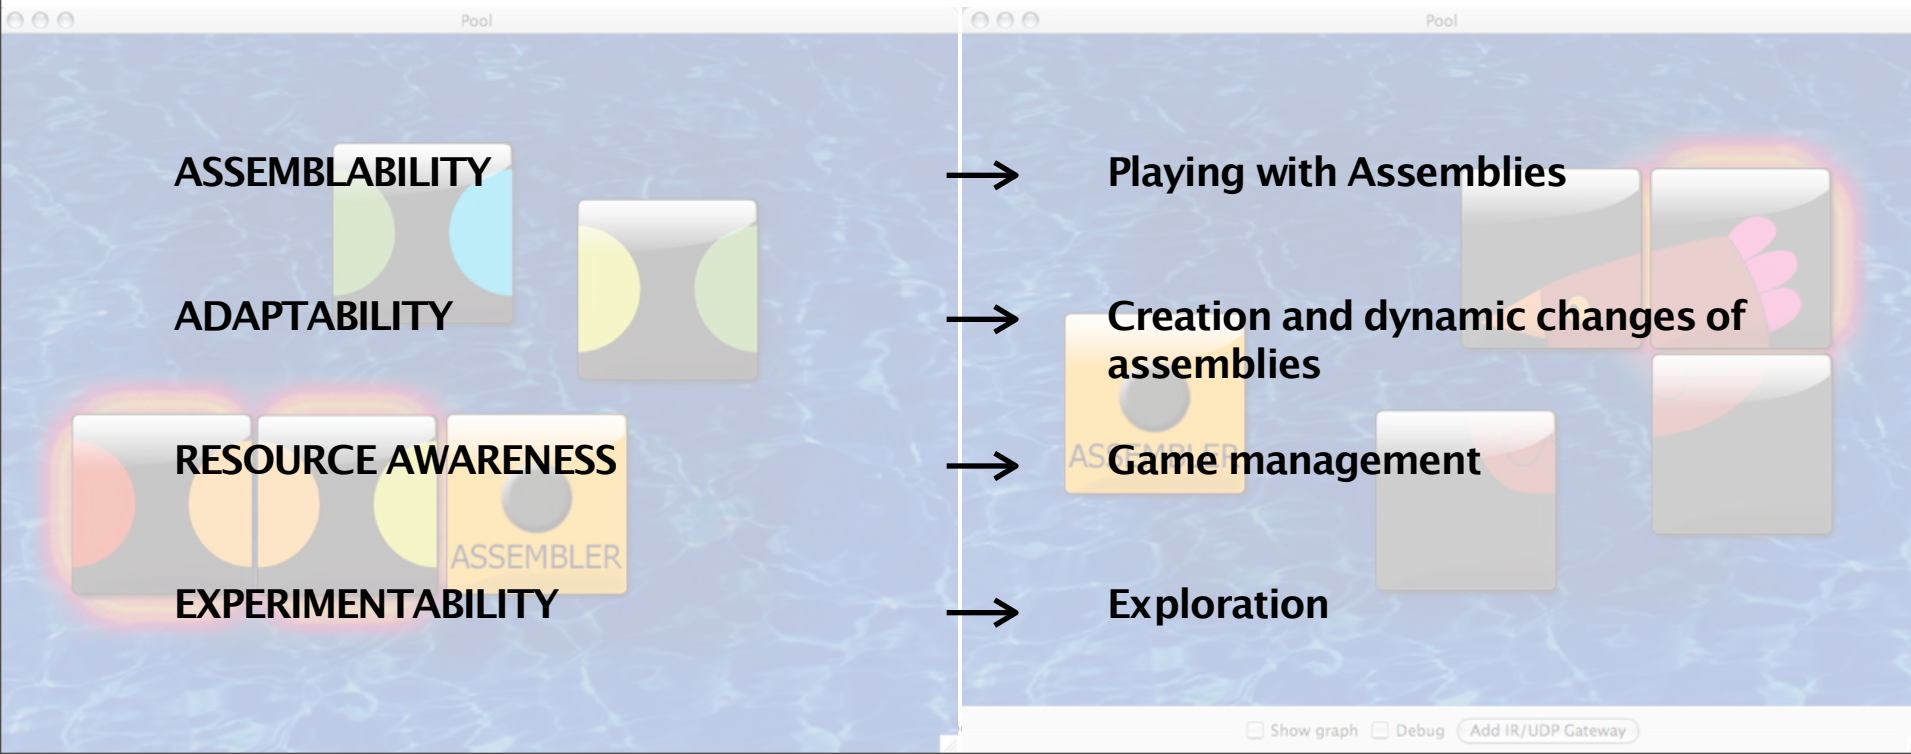 Pool
Pool
ASSEMBLABILITY → Playing with Assemblies
ADAPTABILITY → Creation and dynamic changes of
assemblies
RESOURCE AWARENESS → Game management
ASSEMBLER
ASSEMBLER
EXPERIMENTABILITY → Exploration
Show graph Debug Add IR/UDP Gateway